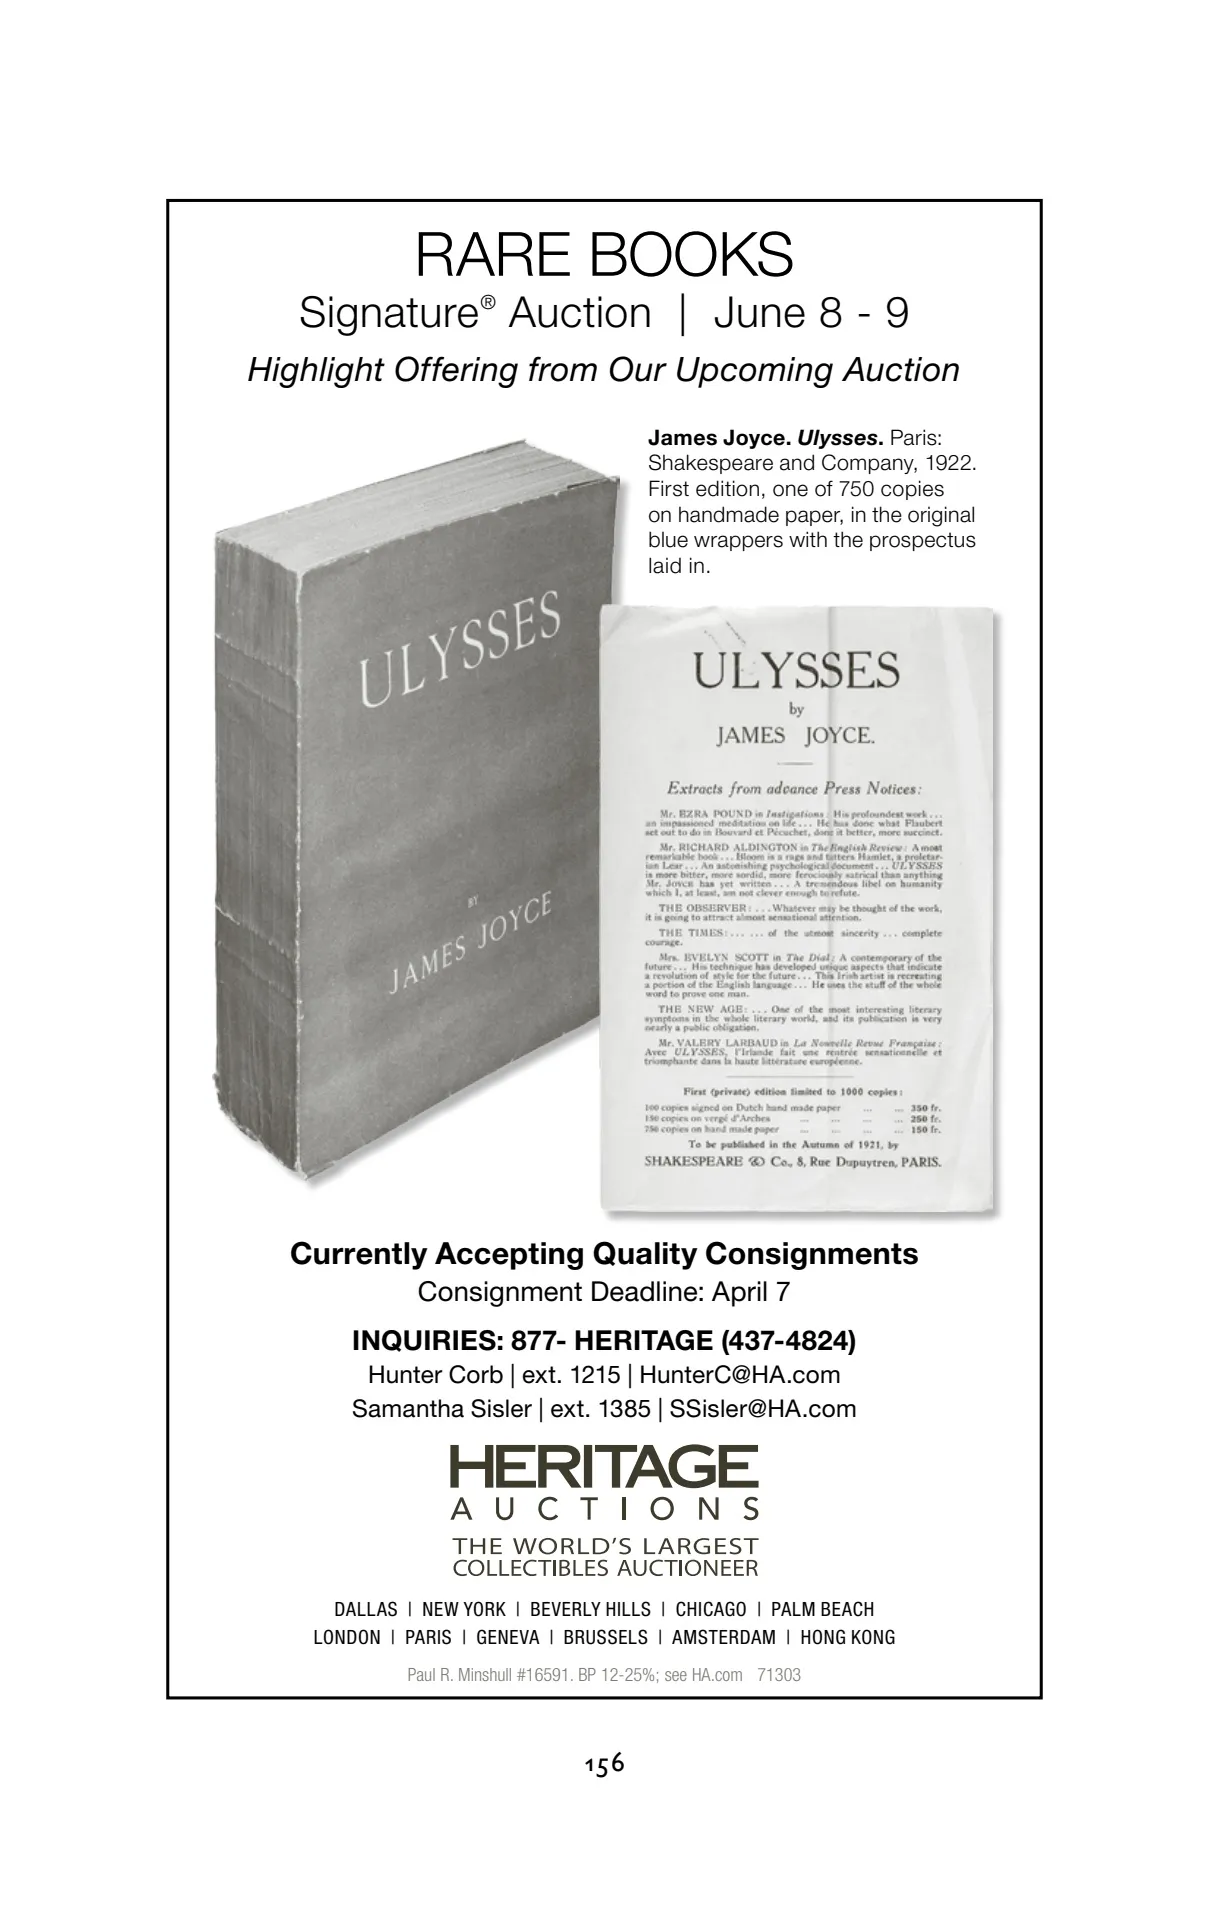 RARE BOOKS
Signature® Auction | June 8 - 9
Highlight Offering from Our Upcoming Auction
James Joyce. Ulysses. Paris:
Shakespeare and Company, 1922.
First edition, one of 750 copies
on handmade paper, in the original
blue wrappers with the prospectus
laid in.
ULYSSES
BY
JAMES JOYCE
ULYSSES
by
JAMES JOYCE.
Extracts from advance Press Notices:
Mr. EZRA POUND in Instigations: His profoundest work ...
an impassioned meditation on life ... He has done what Flaubert
set out to do in Bouvard et Pécuchet, done it better, more succinct.
Mr. RICHARD ALDINGTON in The English Review: A most
remarkable book ... Bloom is a rags and tatters Hamlet, a proletar-
ian Lear ... An astonishing psychological document ... ULYSSES
is more bitter, more sordid, more ferociously satrical than anything
Mr. JOYCE has yet written ... A tremendous libel on humanity
which I, at least, am not clever enough to refute.
THE OBSERVER: ... Whatever may be thought of the work,
it is going to attract almost sensational attention.
THE TIMES: ... ... of the utmost sincerity ... complete
courage.
Mrs. EVELYN SCOTT in The Dial: A contemporary of the
future ... His technique has developed unique aspects that indicate
a revolution of style for the future ... This Irish artist is recreating
a portion of the English language ... He uses the stuff of the whole
word to prove one man.
THE NEW AGE: ... One of the most interesting literary
symptoms in the whole literary world, and its publication is very
nearly a public obligation.
Mr. VALERY LARBAUD in La Nouvelle Revue Française:
Avec ULYSSES, l'Irlande fait une rentrée sensationnelle et
triomphante dans la haute littérature européenne.
First (private) edition limited to 1000 copies:
100 copies signed on Dutch hand made paper ... ... 350 fr.
150 copies on vergé d'Arches ... ... ... ... 250 fr.
750 copies on hand made paper ... ... ... ... 150 fr.
To be published in the Autumn of 1921, by
SHAKESPEARE & Co., 8, Rue Dupuytren, PARIS.
Currently Accepting Quality Consignments
Consignment Deadline: April 7
INQUIRIES: 877- HERITAGE (437-4824)
Hunter Corb | ext. 1215 | HunterC@HA.com
Samantha Sisler | ext. 1385 | SSisler@HA.com
HERITAGE
AUCTIONS
THE WORLD'S LARGEST
COLLECTIBLES AUCTIONEER
DALLAS | NEW YORK | BEVERLY HILLS | CHICAGO | PALM BEACH
LONDON | PARIS | GENEVA | BRUSSELS | AMSTERDAM | HONG KONG
Paul R. Minshull #16591. BP 12-25%; see HA.com 71303
156